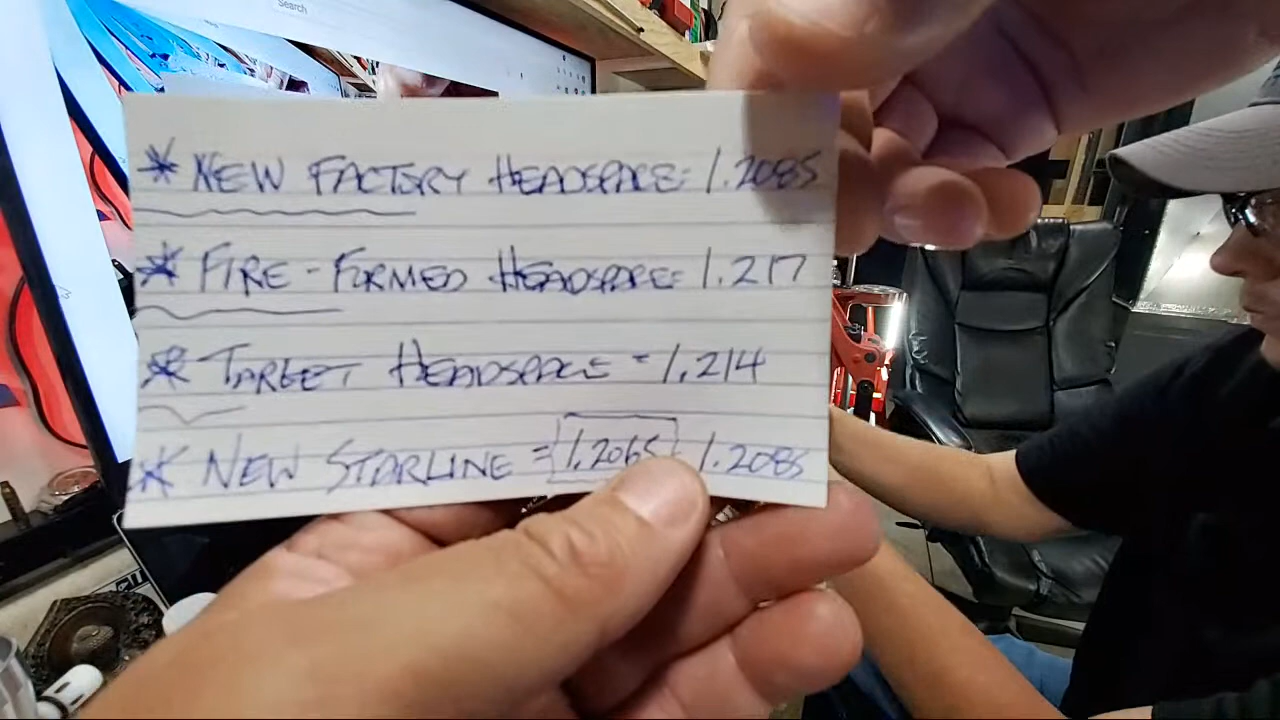 Search
* NEW FACTORY HEADSPACE: 1.2085
* FIRE-FORMED HEADSPACE: 1.217
* TARGET HEADSPACE = 1.214
* NEW STARLINE = 1.2065 1.2085